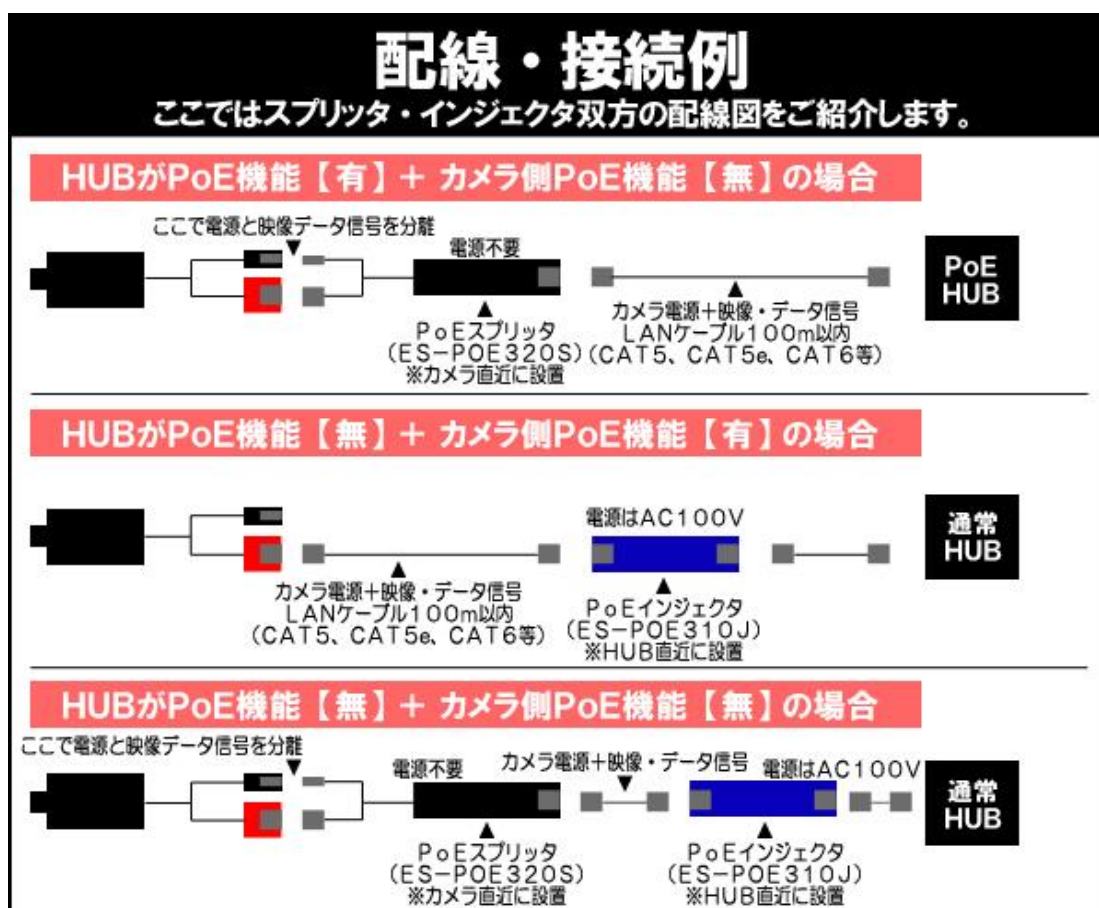 配線・接続例
ここではスプリッタ・インジェクタ双方の配線図をご紹介します。
HUBがPoE機能【有】＋ カメラ側PoE機能【無】の場合
ここで電源と映像データ信号を分離
電源不要
PoEスプリッタ
(ES−POE320S)
※カメラ直近に設置
カメラ電源＋映像・データ信号
LANケーブル100m以内
(CAT5、CAT5e、CAT6等)
PoE
HUB
HUBがPoE機能【無】＋ カメラ側PoE機能【有】の場合
カメラ電源＋映像・データ信号
LANケーブル100m以内
(CAT5、CAT5e、CAT6等)
電源はAC100V
PoEインジェクタ
(ES−POE310J)
※HUB直近に設置
通常
HUB
HUBがPoE機能【無】＋ カメラ側PoE機能【無】の場合
ここで電源と映像データ信号を分離
電源不要
PoEスプリッタ
(ES−POE320S)
※カメラ直近に設置
カメラ電源＋映像・データ信号
電源はAC100V
PoEインジェクタ
(ES−POE310J)
※HUB直近に設置
通常
HUB